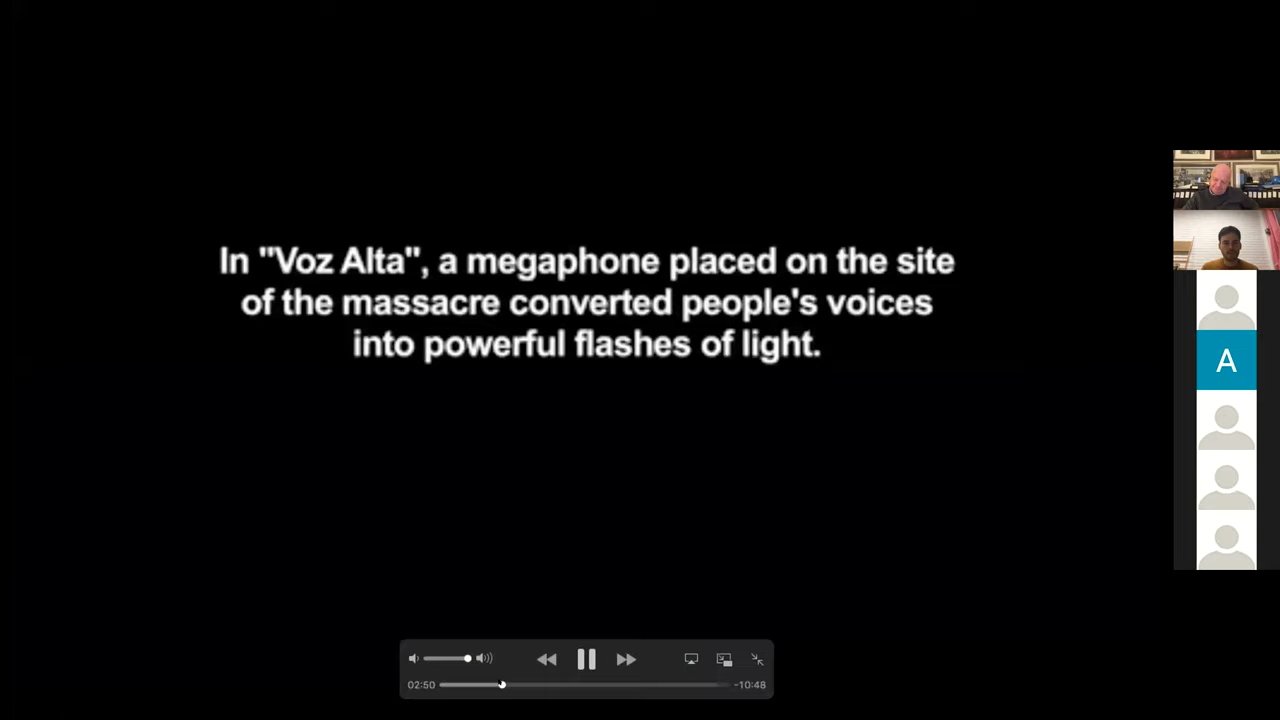 In "Voz Alta", a megaphone placed on the site
of the massacre converted people's voices
into powerful flashes of light.
A
02:50
-10:48